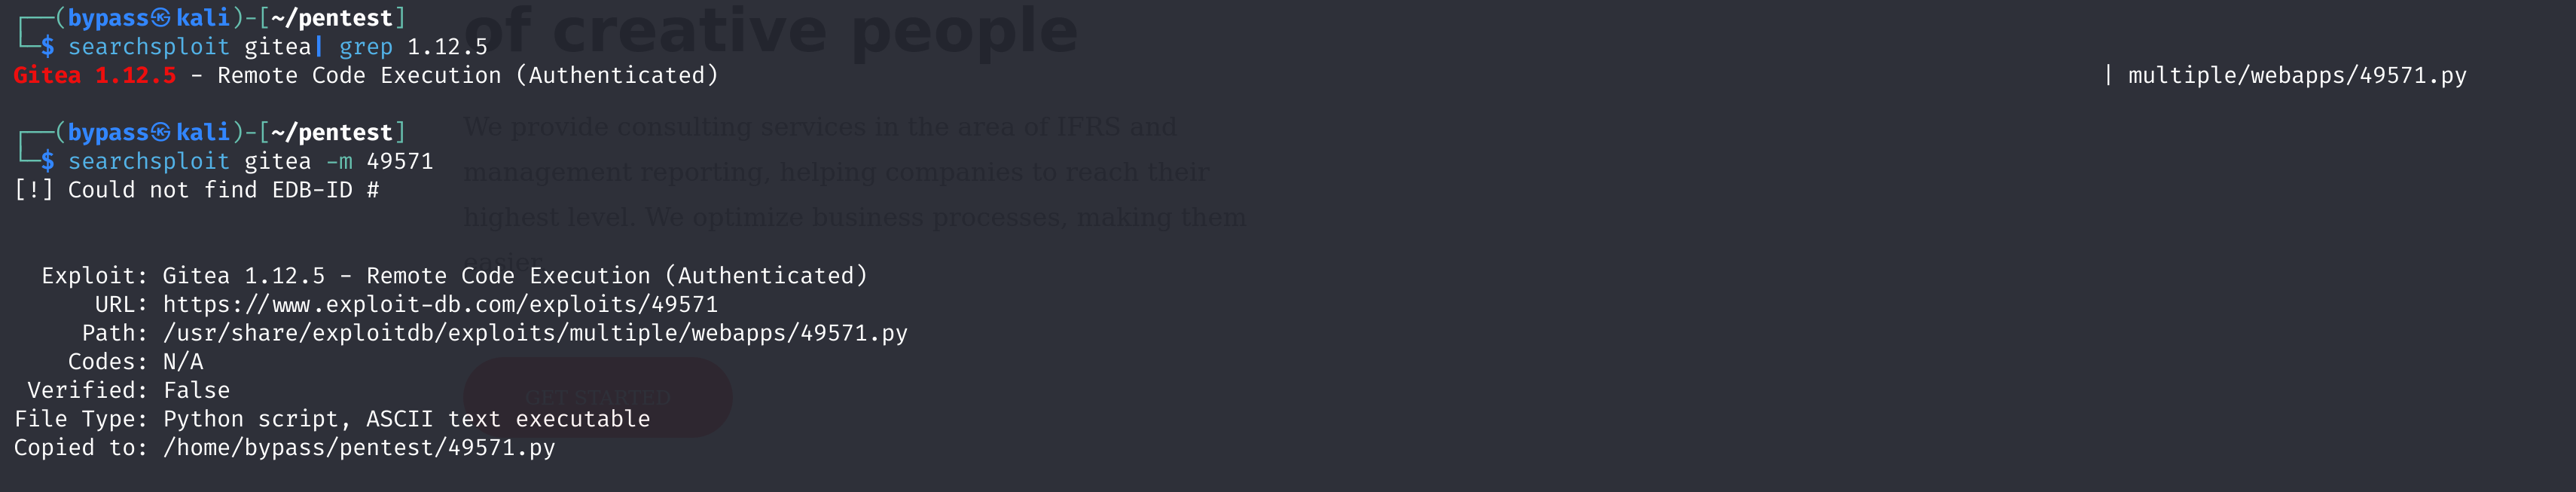 ┌──(bypass㉿kali)-[~/pentest]
└─$ searchsploit gitea| grep 1.12.5
Gitea 1.12.5 - Remote Code Execution (Authenticated) | multiple/webapps/49571.py
┌──(bypass㉿kali)-[~/pentest]
└─$ searchsploit gitea -m 49571
[!] Could not find EDB-ID #
Exploit: Gitea 1.12.5 - Remote Code Execution (Authenticated)
URL: https://www.exploit-db.com/exploits/49571
Path: /usr/share/exploitdb/exploits/multiple/webapps/49571.py
Codes: N/A
Verified: False
File Type: Python script, ASCII text executable
Copied to: /home/bypass/pentest/49571.py
of creative people
We provide consulting services in the area of IFRS and
management reporting, helping companies to reach their
highest level. We optimize business processes, making them
easier.
GET STARTED